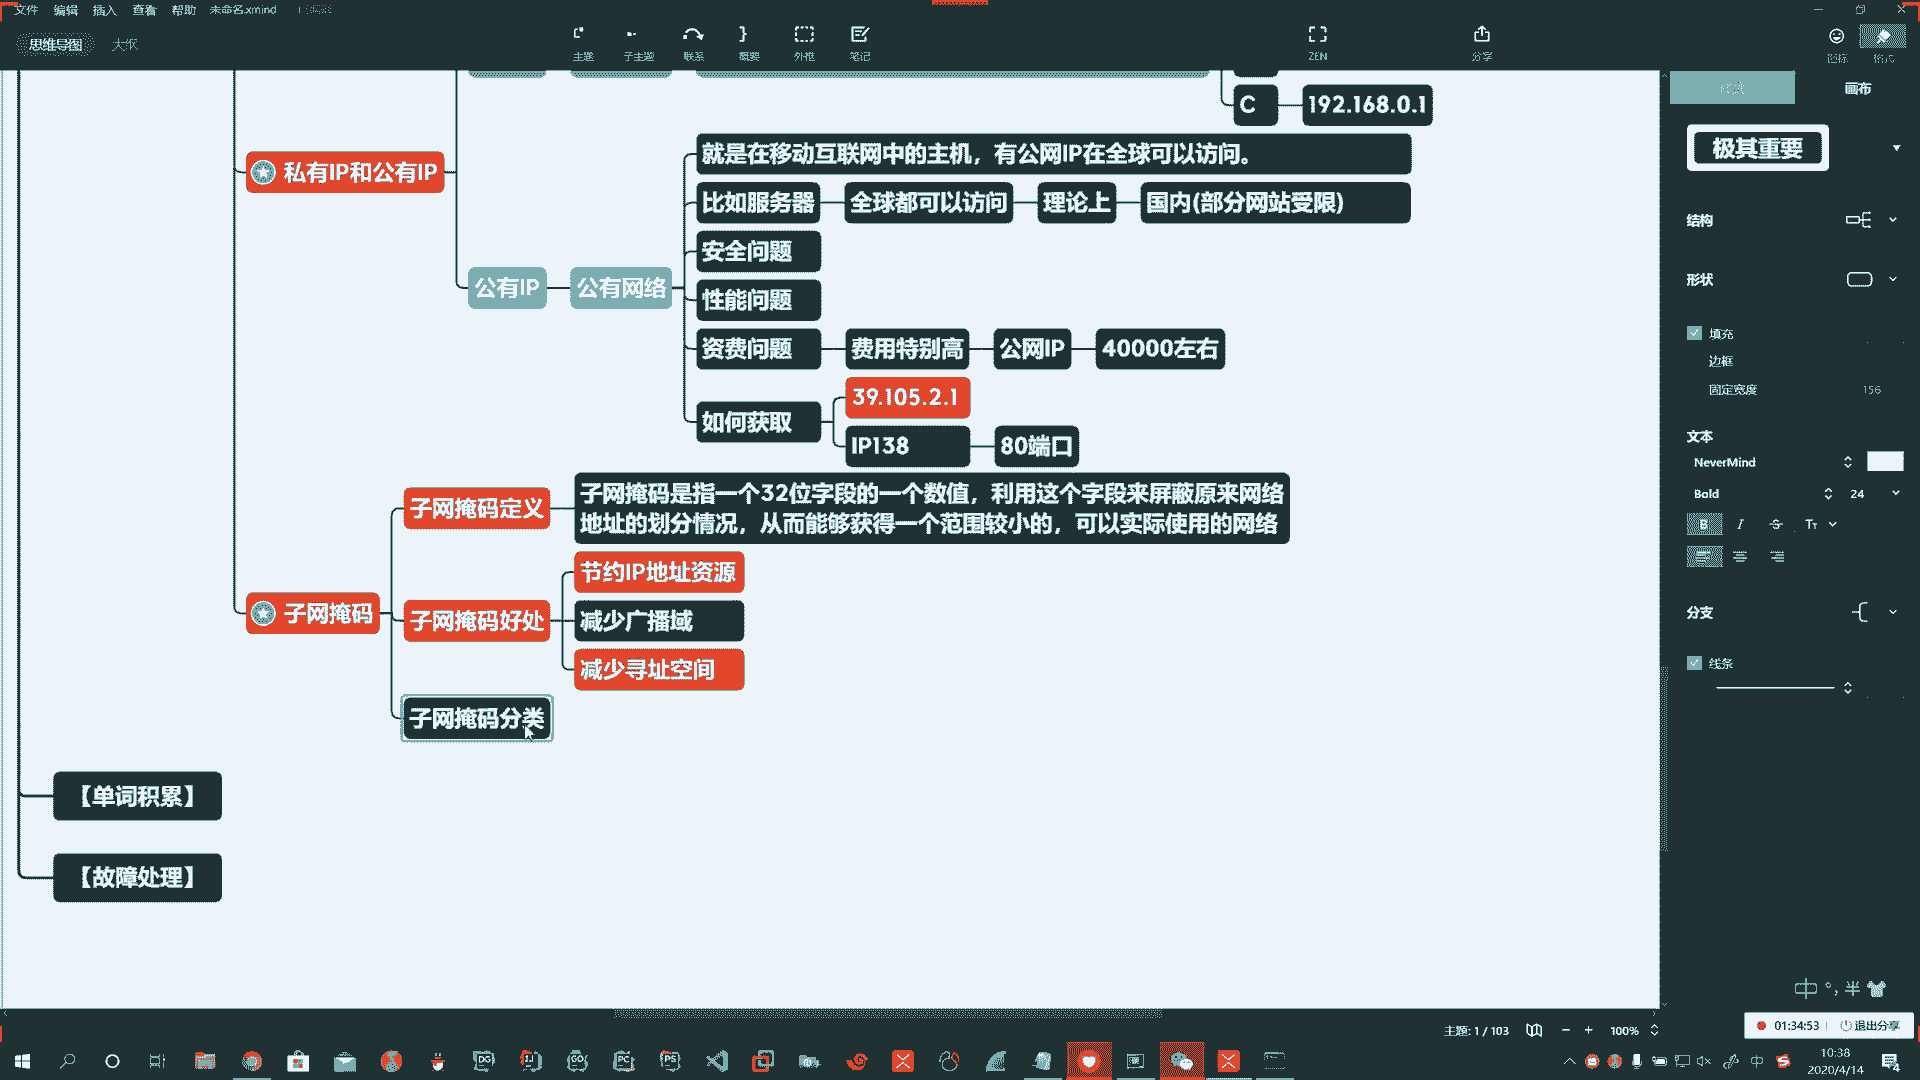 文件 编辑 插入 查看 帮助 未命名.xmind
思维导图 大纲
主题 子主题 联系 概要 外框 笔记 ZEN 分享 图标 格式
画布
C 192.168.0.1
就是在移动互联网中的主机，有公网IP在全球可以访问。
私有IP和公有IP
比如服务器 全球都可以访问 理论上 国内(部分网站受限)
安全问题
公有IP 公有网络
性能问题
资费问题 费用特别高 公网IP 40000左右
39.105.2.1
如何获取
IP138 80端口
子网掩码定义
子网掩码是指一个32位字段的一个数值，利用这个字段来屏蔽原来网络
地址的划分情况，从而能够获得一个范围较小的，可以实际使用的网络
节约IP地址资源
子网掩码
子网掩码好处
减少广播域
减少寻址空间
子网掩码分类
【单词积累】
【故障处理】
极其重要
结构
形状
填充
边框
固定宽度 156
文本
NeverMind
Bold 24
B I S Tт
分支
线条
中 °, 半
主题: 1 / 103 100%
01:34:53 退出分享
DG IJ GO PC PS
中
10:38
2020/4/14
4